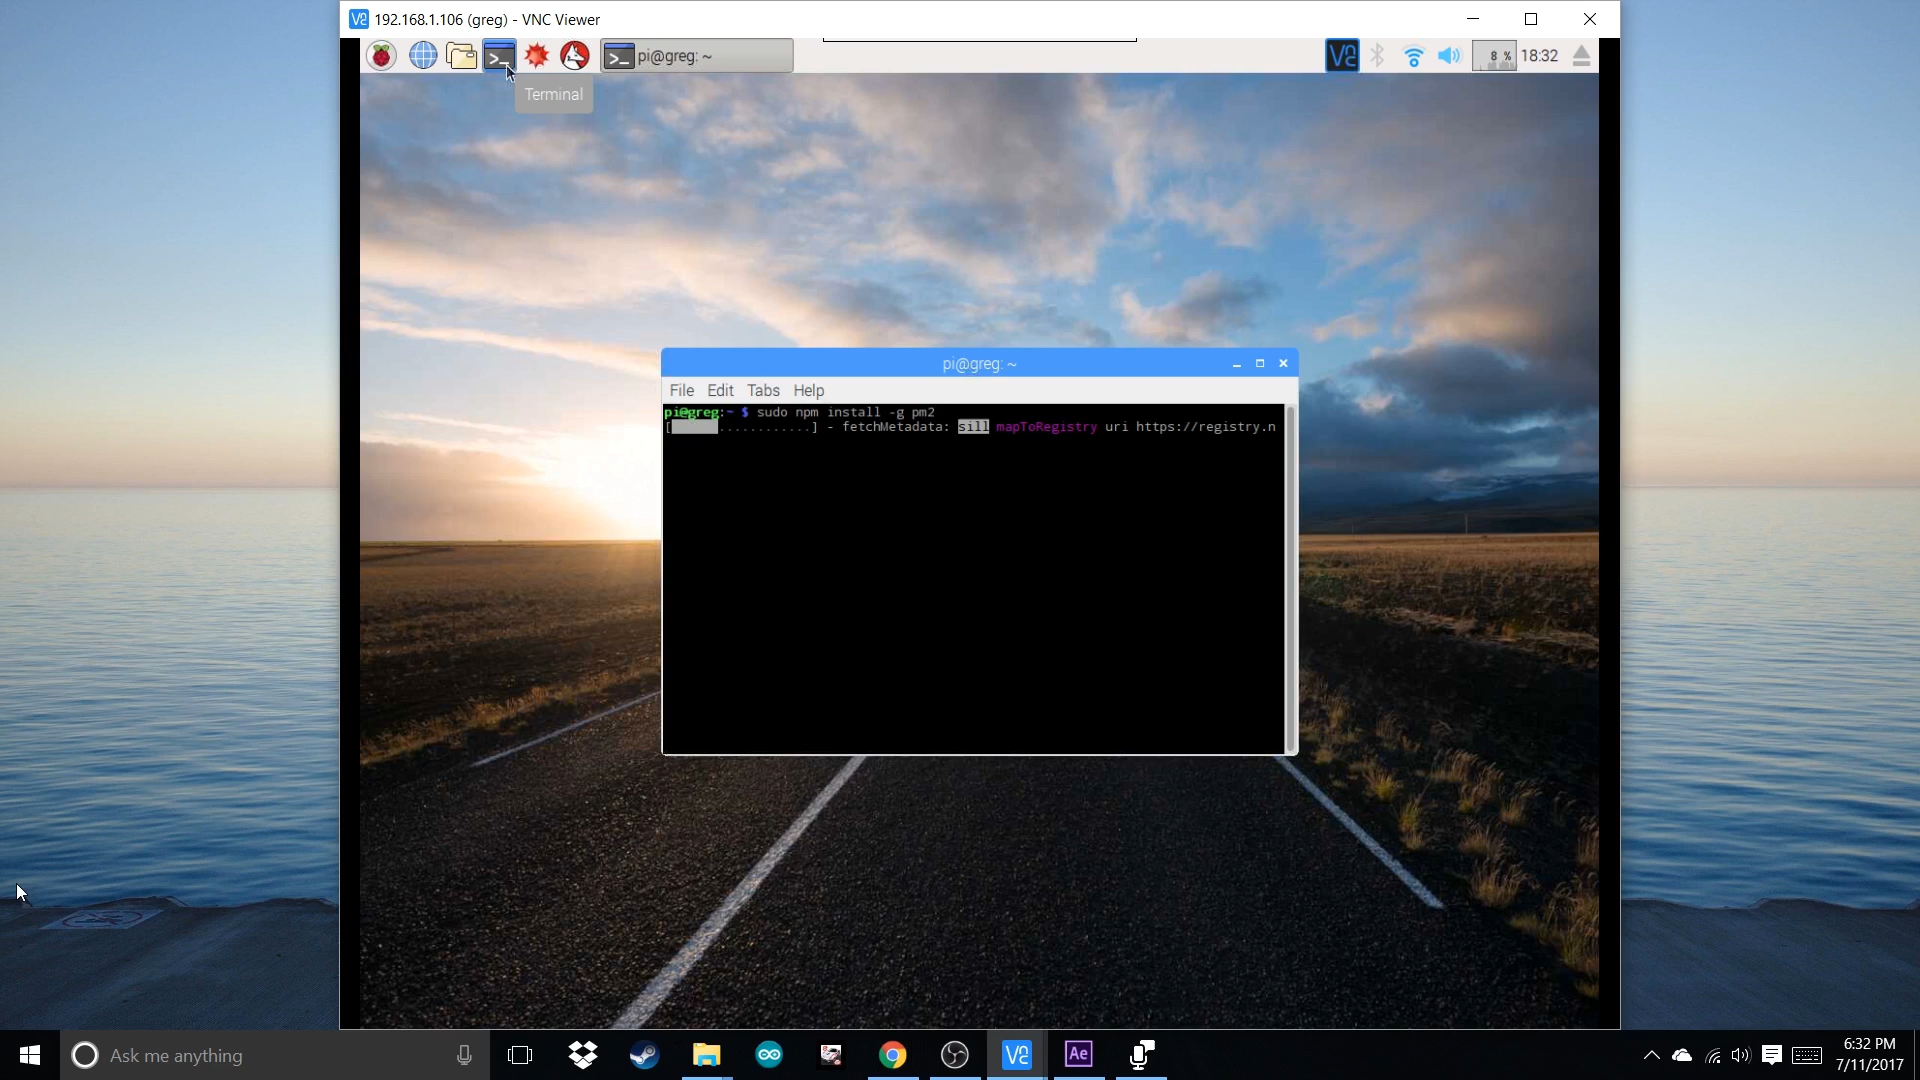 192.168.1.106 (greg) - VNC Viewer
pi@greg: ~
8 %
18:32
Terminal
pi@greg: ~
File Edit Tabs Help
pi@greg:~ $ sudo npm install -g pm2
[ ............] - fetchMetadata: sill mapToRegistry uri https://registry.n
Ask me anything
Ae
6:32 PM
7/11/2017